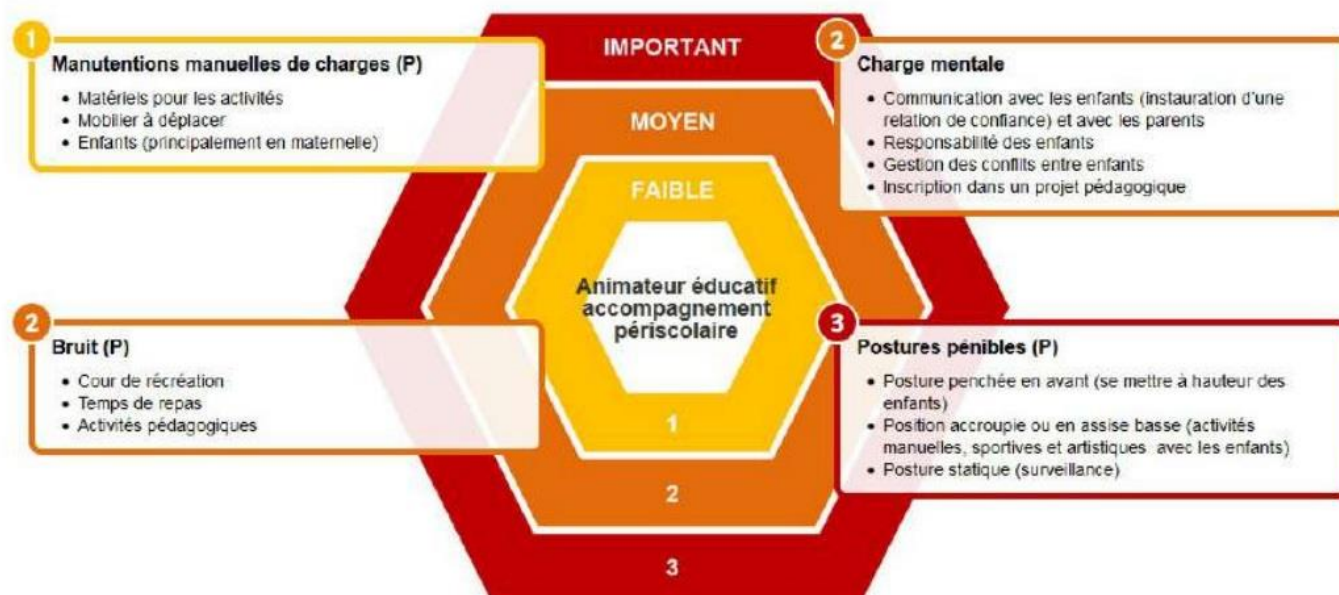 IMPORTANT
MOYEN
FAIBLE
Animateur éducatif
accompagnement
périscolaire
1
2
3
1
Manutentions manuelles de charges (P)
• Matériels pour les activités
• Mobilier à déplacer
• Enfants (principalement en maternelle)
2
Charge mentale
• Communication avec les enfants (instauration d'une
relation de confiance) et avec les parents
• Responsabilité des enfants
• Gestion des conflits entre enfants
• Inscription dans un projet pédagogique
2
Bruit (P)
• Cour de récréation
• Temps de repas
• Activités pédagogiques
3
Postures pénibles (P)
• Posture penchée en avant (se mettre à hauteur des
enfants)
• Position accroupie ou en assise basse (activités
manuelles, sportives et artistiques avec les enfants)
• Posture statique (surveillance)